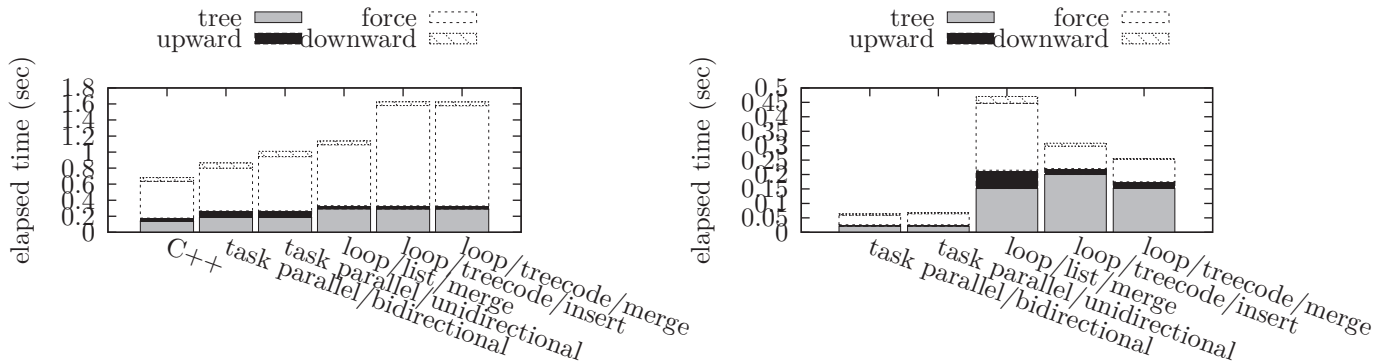 tree force
upward downward
elapsed time (sec)
1.8
1.6
1.4
1.2
1
0.8
0.6
0.4
0.2
0
C++
task parallel/bidirectional
task parallel/unidirectional
loop/list/merge
loop/treecode/insert
loop/treecode/merge
tree force
upward downward
elapsed time (sec)
0.5
0.45
0.4
0.35
0.3
0.25
0.2
0.15
0.1
0.05
0
task parallel/bidirectional
task parallel/unidirectional
loop/list/merge
loop/treecode/insert
loop/treecode/merge